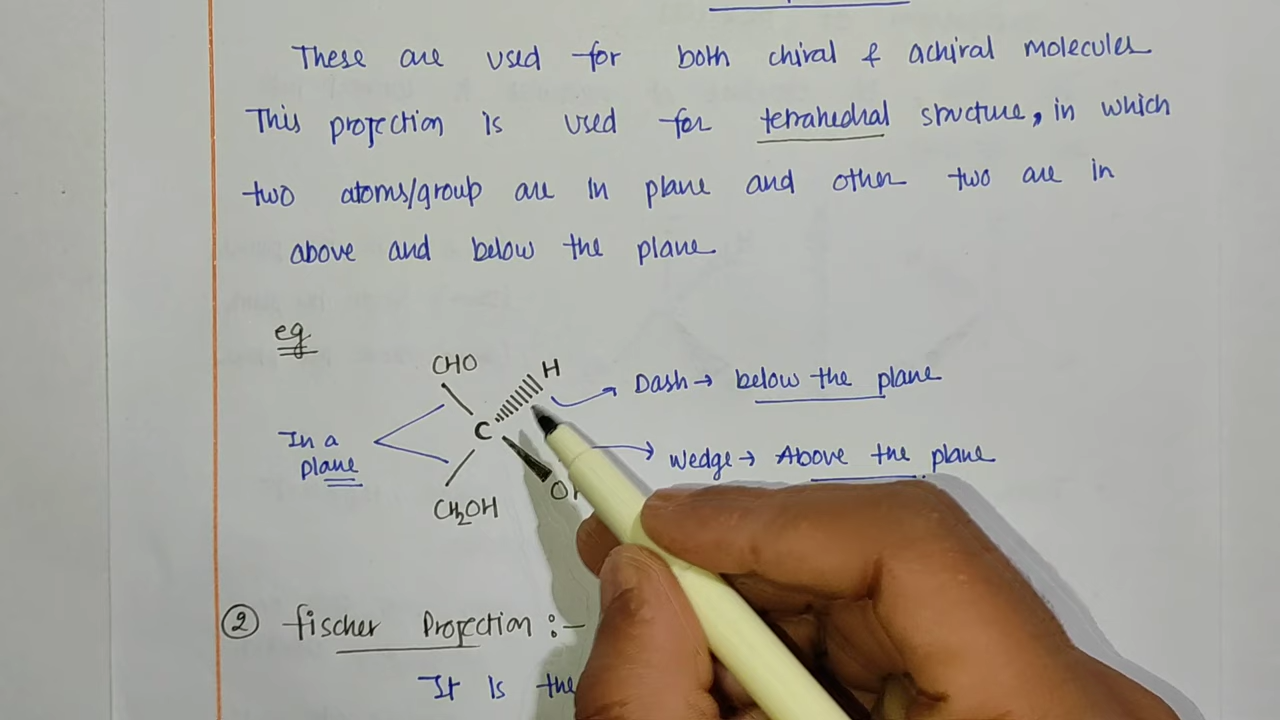 These are used for both chiral & achiral molecules
This projection is used for tetrahedral structure, in which
two atoms/group are in plane and other two are in
above and below the plane
eg
CHO
H
Dash → below the plane
In a
plane
C
Wedge → Above the plane
CH2OH
② Fischer Projection :-
It is the